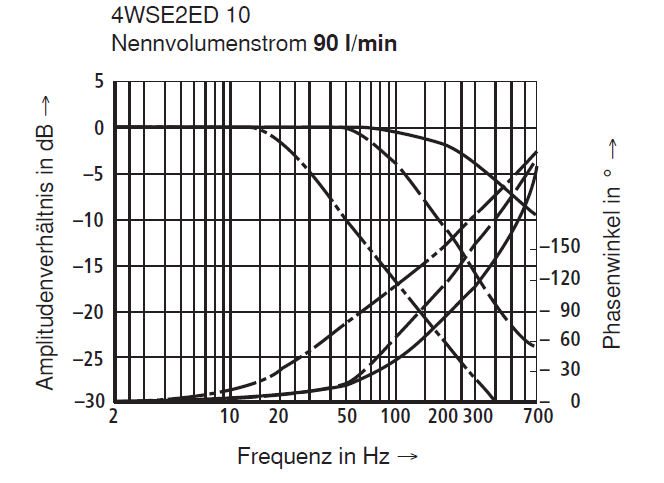 4WSE2ED 10
Nennvolumenstrom 90 l/min
Amplitudenverhältnis in dB →
5
0
–5
–10
–15
–20
–25
–30
Phasenwinkel in ° →
–150
–120
– 90
– 60
– 30
0
2 10 20 50 100 200 300 700
Frequenz in Hz →